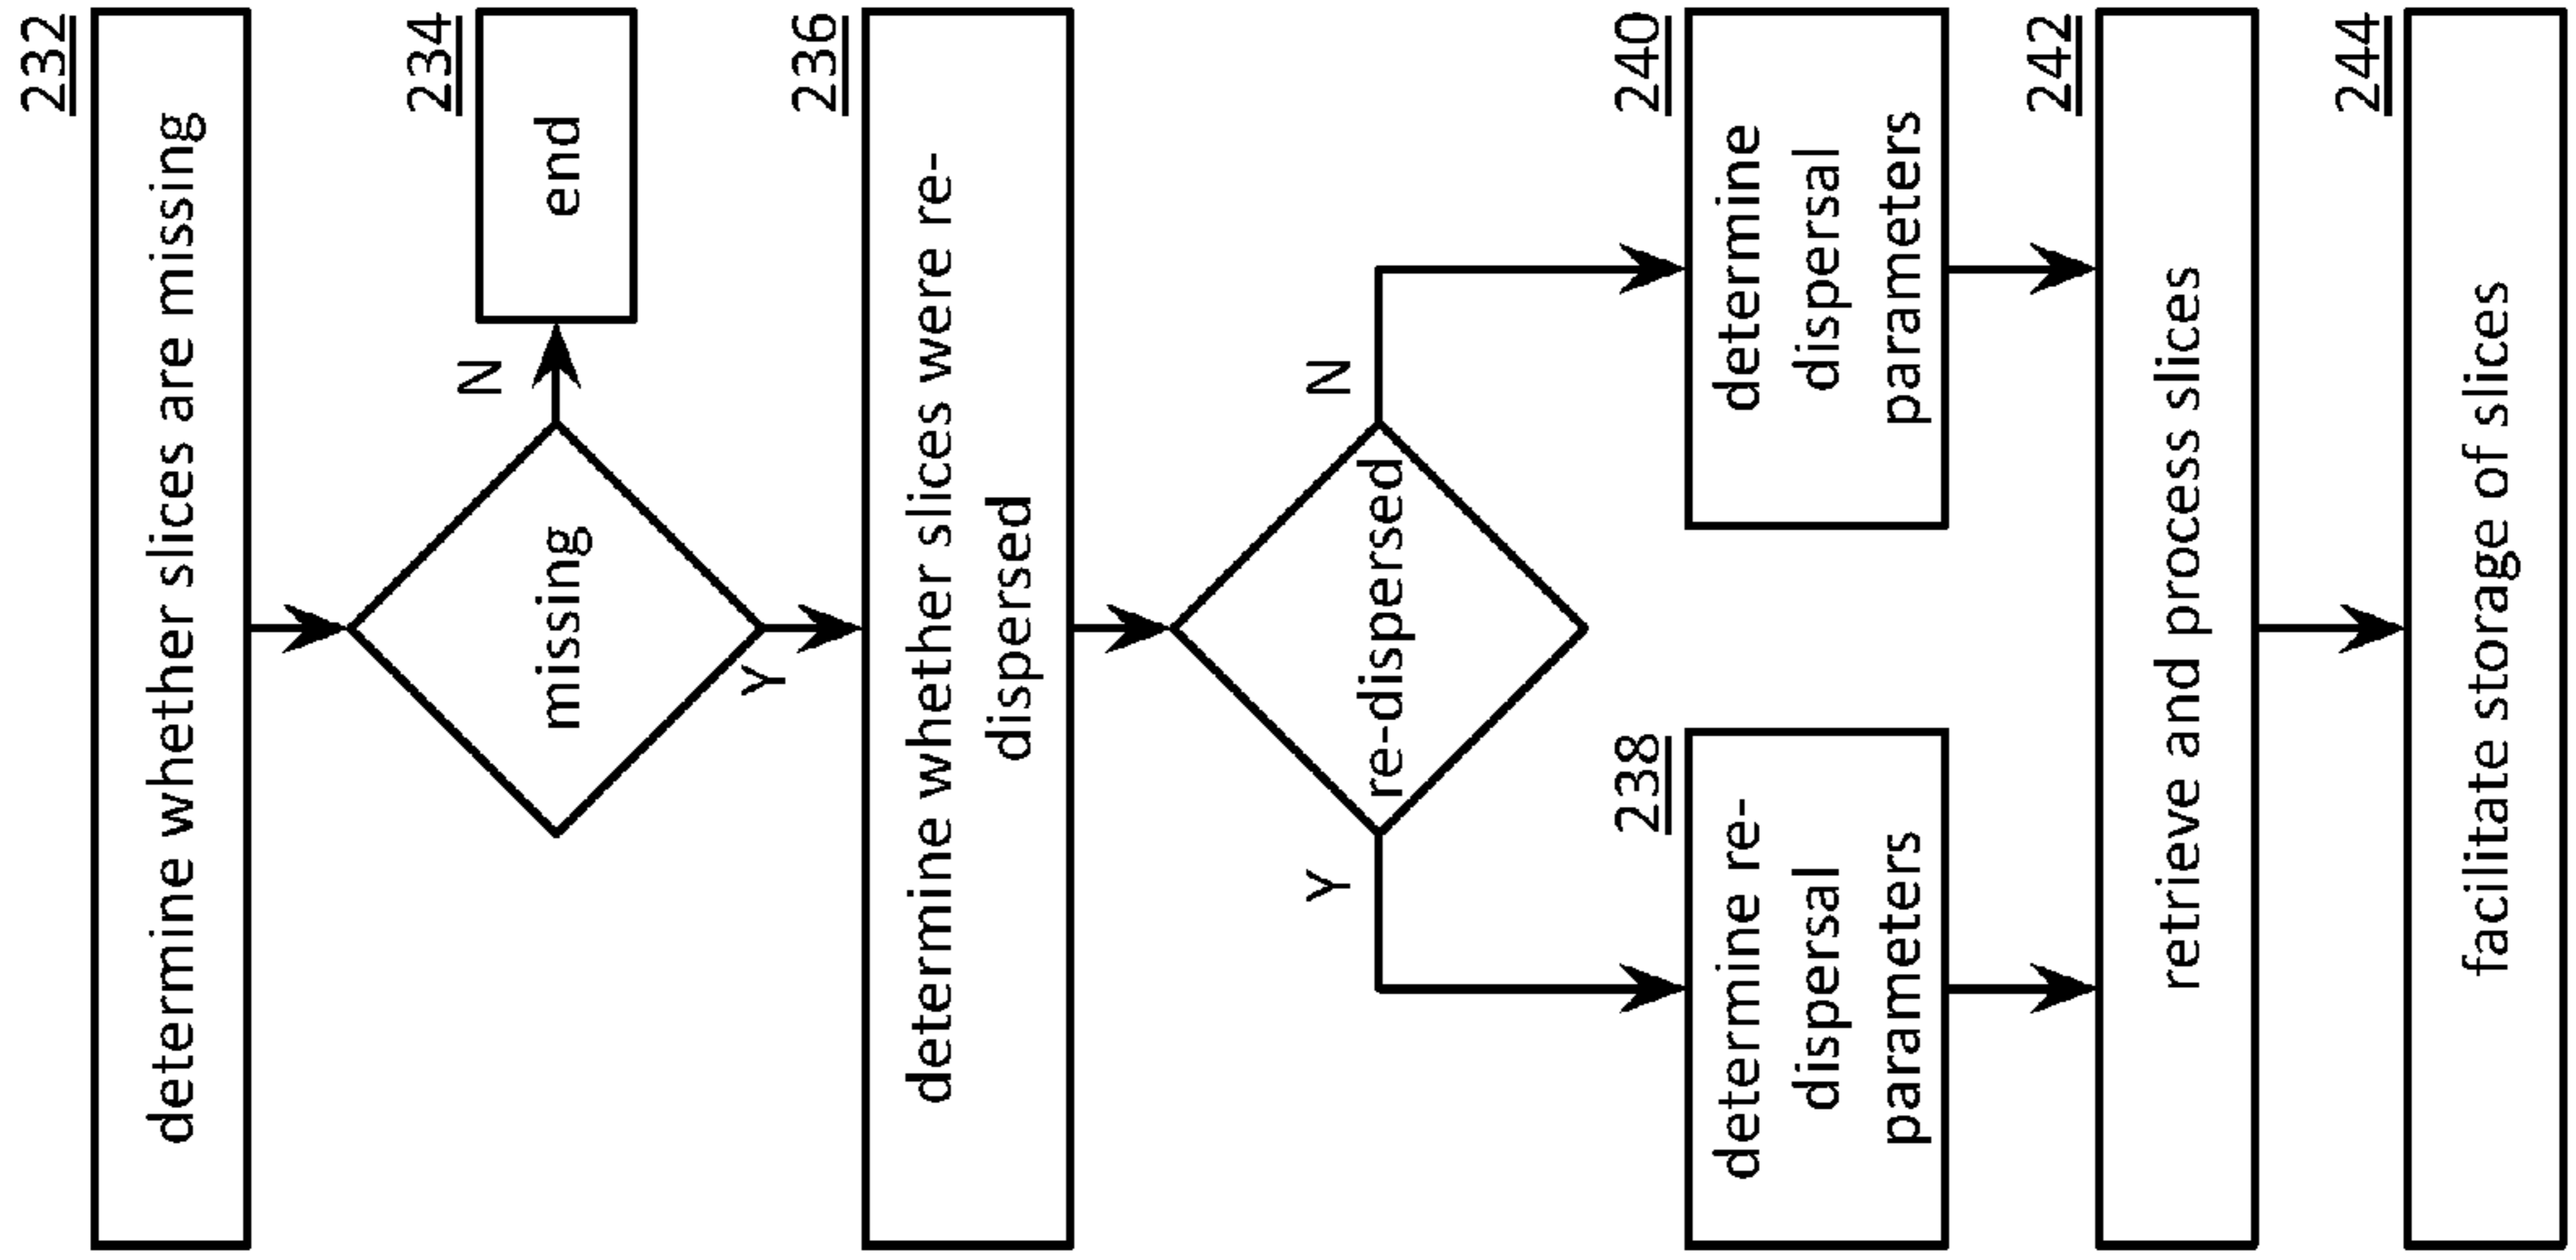 232
determine whether slices are missing
234
end
N
missing
Y
236
determine whether slices were re-
dispersed
re-dispersed
Y
N
238
determine re-
dispersal
parameters
240
determine
dispersal
parameters
242
retrieve and process slices
244
facilitate storage of slices